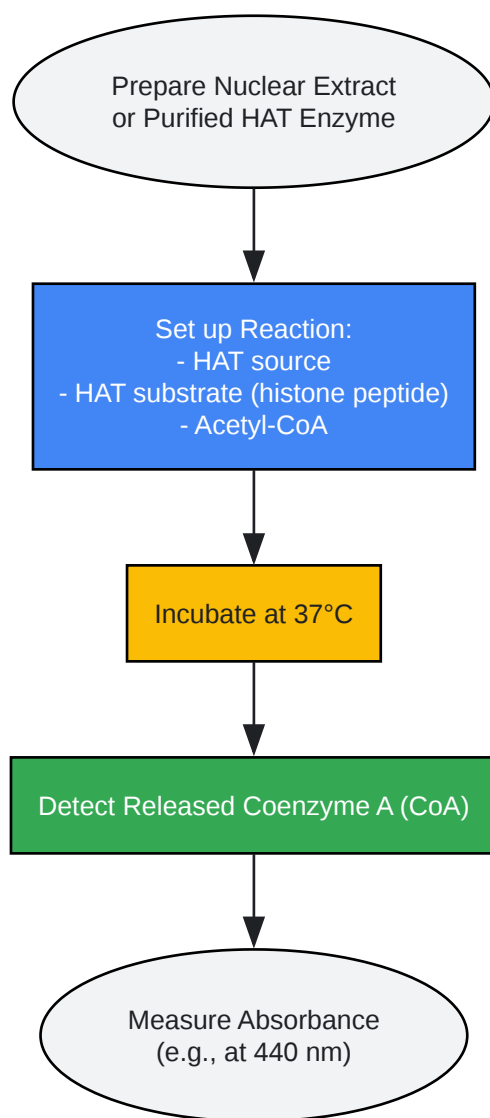 Prepare Nuclear Extract
or Purified HAT Enzyme
Set up Reaction:
- HAT source
- HAT substrate (histone peptide)
- Acetyl-CoA
Incubate at 37°C
Detect Released Coenzyme A (CoA)
Measure Absorbance
(e.g., at 440 nm)